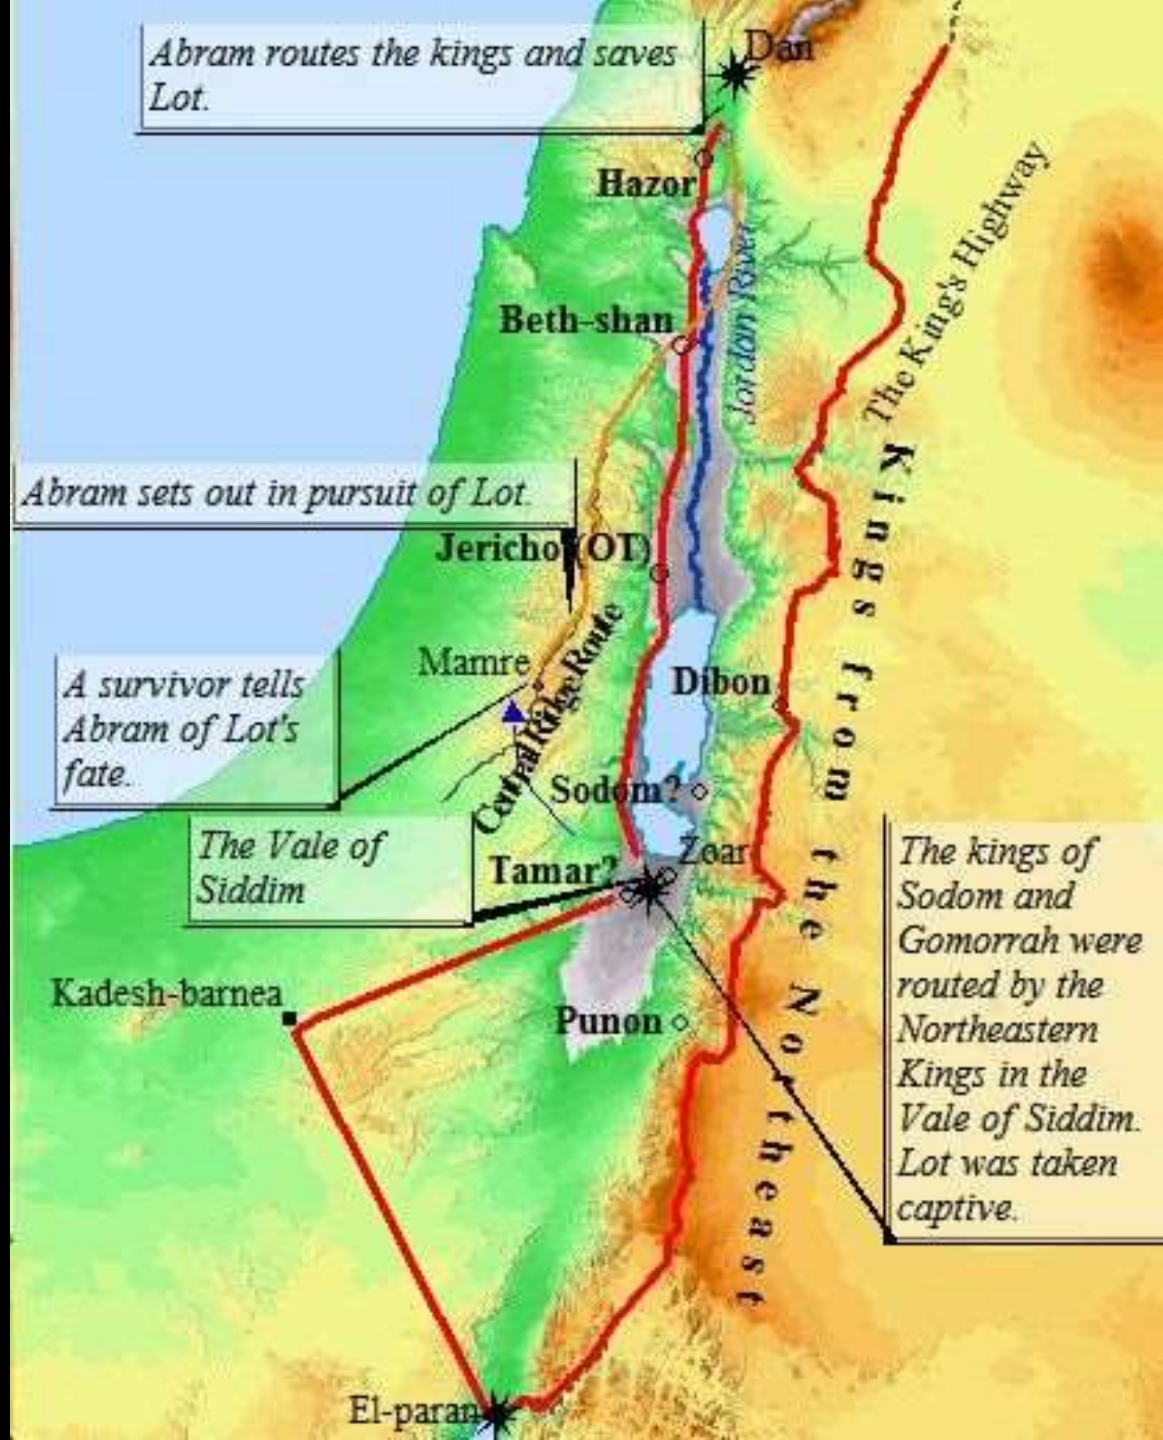 Abram routes the kings and saves
Lot.
Dan
Hazor
The King's Highway
Jordan River
Beth-shan
Kings from the Northeast
Abram sets out in pursuit of Lot.
Jericho (OT)
Mamre
Central Ridge Route
Dibon
A survivor tells
Abram of Lot's
fate.
Sodom?
The Vale of
Siddim
Tamar?
Zoar
The kings of
Sodom and
Gomorrah were
routed by the
Northeastern
Kings in the
Vale of Siddim.
Lot was taken
captive.
Kadesh-barnea
Punon
El-paran